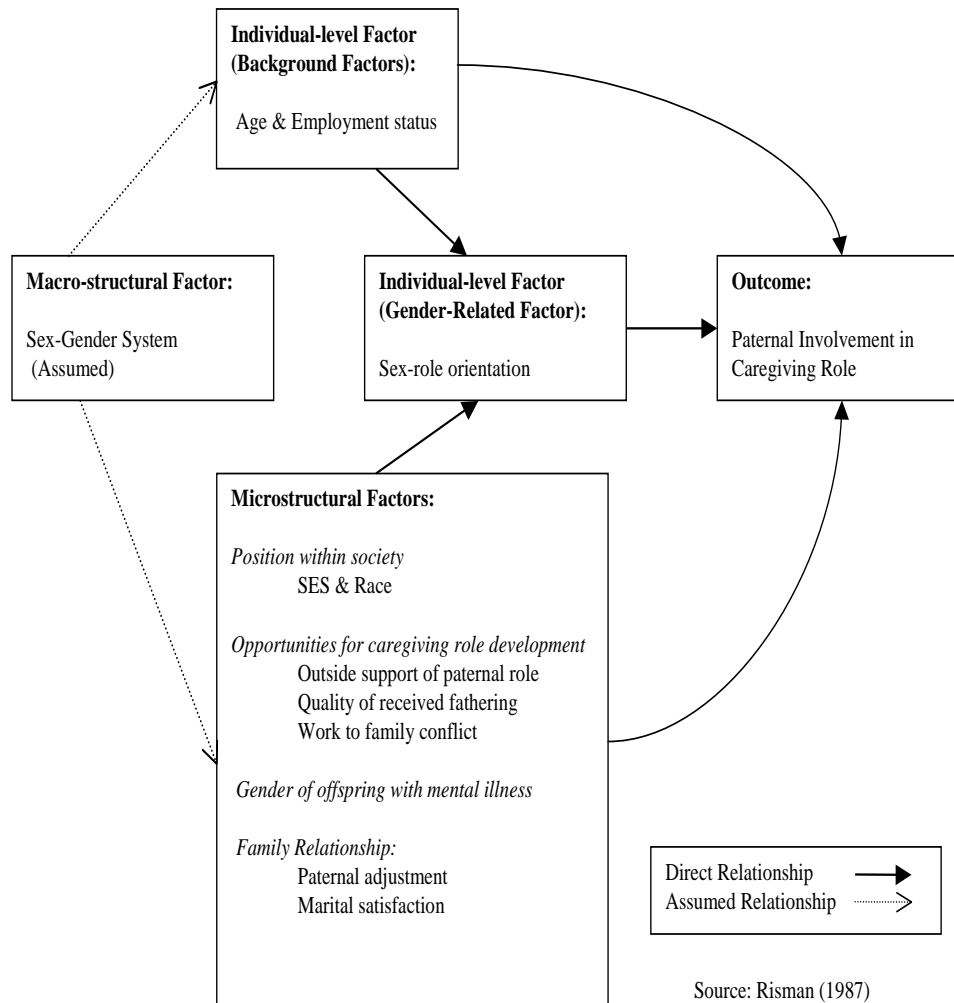 Individual-level Factor
(Background Factors):
Age & Employment status
Macro-structural Factor:
Sex-Gender System
(Assumed)
Individual-level Factor
(Gender-Related Factor):
Sex-role orientation
Outcome:
Paternal Involvement in
Caregiving Role
Microstructural Factors:
Position within society
SES & Race
Opportunities for caregiving role development
Outside support of paternal role
Quality of received fathering
Work to family conflict
Gender of offspring with mental illness
Family Relationship:
Paternal adjustment
Marital satisfaction
Direct Relationship
Assumed Relationship
Source: Risman (1987)